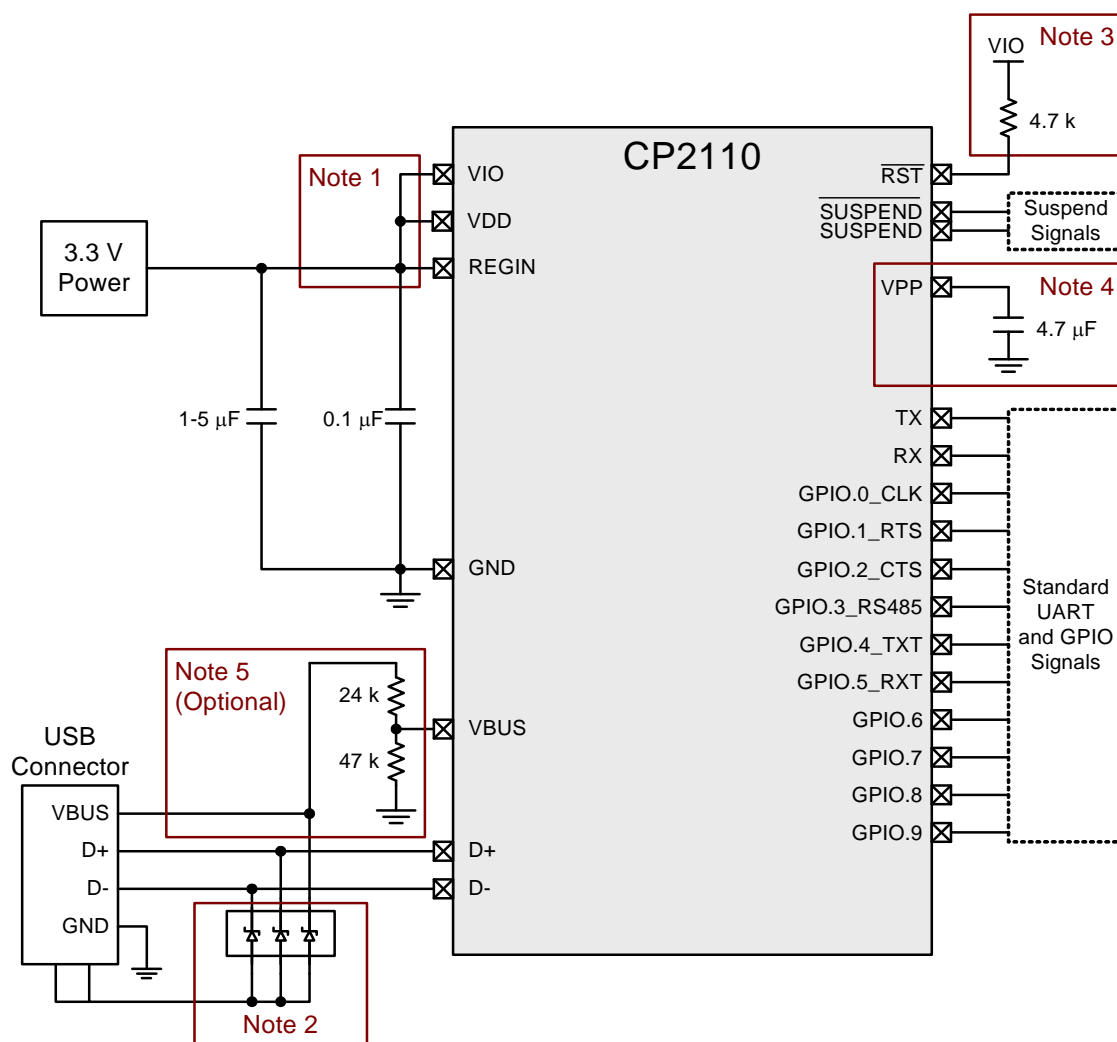 Note 3
VIO
4.7 k
CP2110
Note 1
VIO
RST
VDD
SUSPEND
SUSPEND
Suspend
Signals
3.3 V
Power
REGIN
VPP
Note 4
4.7 μF
1-5 μF
0.1 μF
TX
RX
GPIO.0_CLK
GPIO.1_RTS
GND
GPIO.2_CTS
GPIO.3_RS485
GPIO.4_TXT
GPIO.5_RXT
GPIO.6
GPIO.7
GPIO.8
GPIO.9
Standard
UART
and GPIO
Signals
Note 5
(Optional)
24 k
VBUS
47 k
USB
Connector
VBUS
D+
D-
GND
D+
D-
Note 2